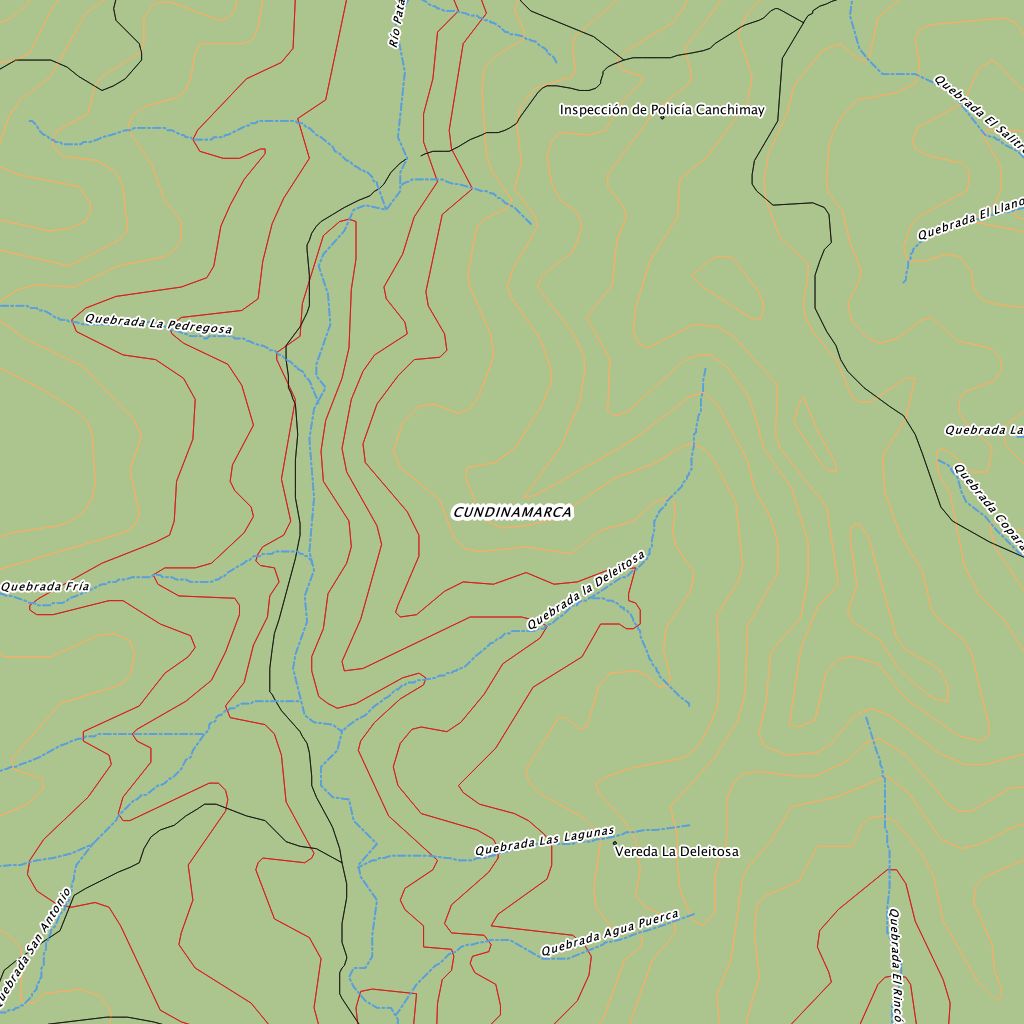 Río Pata
Quebrada El Salitre
Inspección de Policía Canchimay
Quebrada El Llano
Quebrada La Pedregosa
Quebrada La
Quebrada Copara
CUNDINAMARCA
Quebrada la Deleitosa
Quebrada Fría
Quebrada Las Lagunas
Vereda La Deleitosa
Quebrada San Antonio
Quebrada Agua Puerca
Quebrada El Rincó